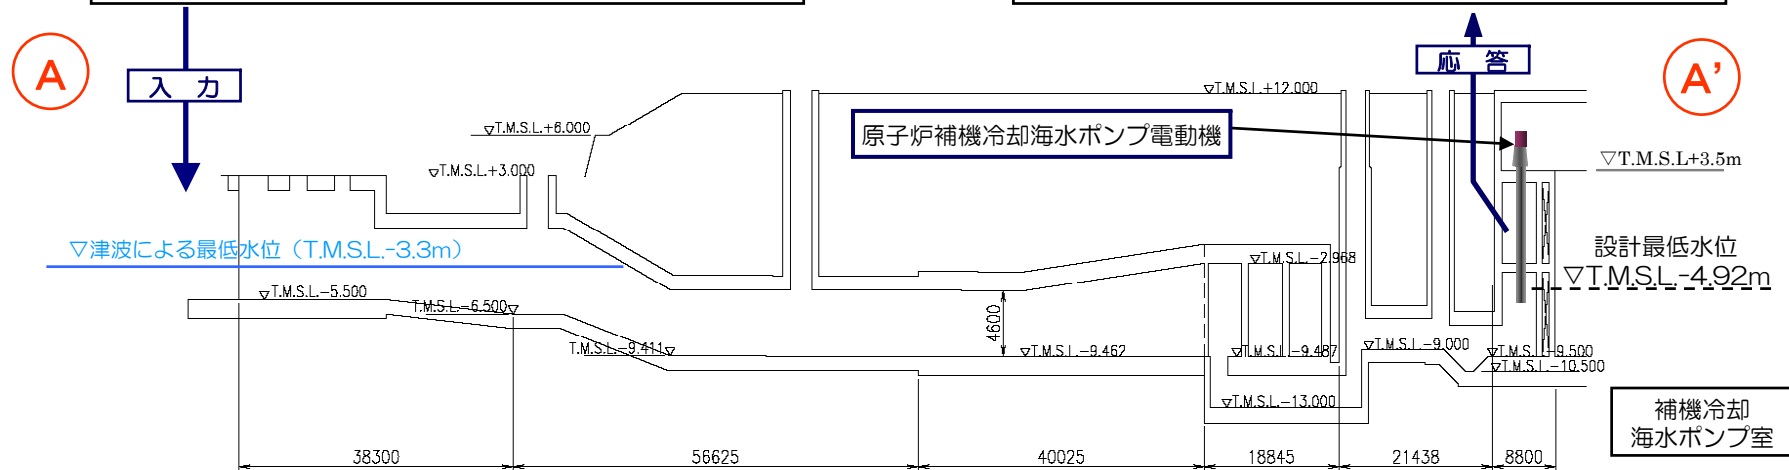 A
入 力
応 答
A’
▽T.M.S.L.+12.000
▽T.M.S.L.+6.000
原子炉補機冷却海水ポンプ電動機
▽T.M.S.L+3.5m
▽T.M.S.L.+3.000
▽津波による最低水位（T.M.S.L.-3.3m）
設計最低水位
▽T.M.S.L.-4.92m
▽T.M.S.L.-2.968
▽T.M.S.L.-5.500
T.M.S.L.-6.500▽
4600
T.M.S.L.-9.411▽
▽T.M.S.L.-9.462
▽T.M.S.L.-9.487
▽T.M.S.L.-9.000
▽T.M.S.L.-9.500
▽T.M.S.L.-10.500
▽T.M.S.L.-13.000
補機冷却
海水ポンプ室
38300
56625
40025
18845
21438
8800